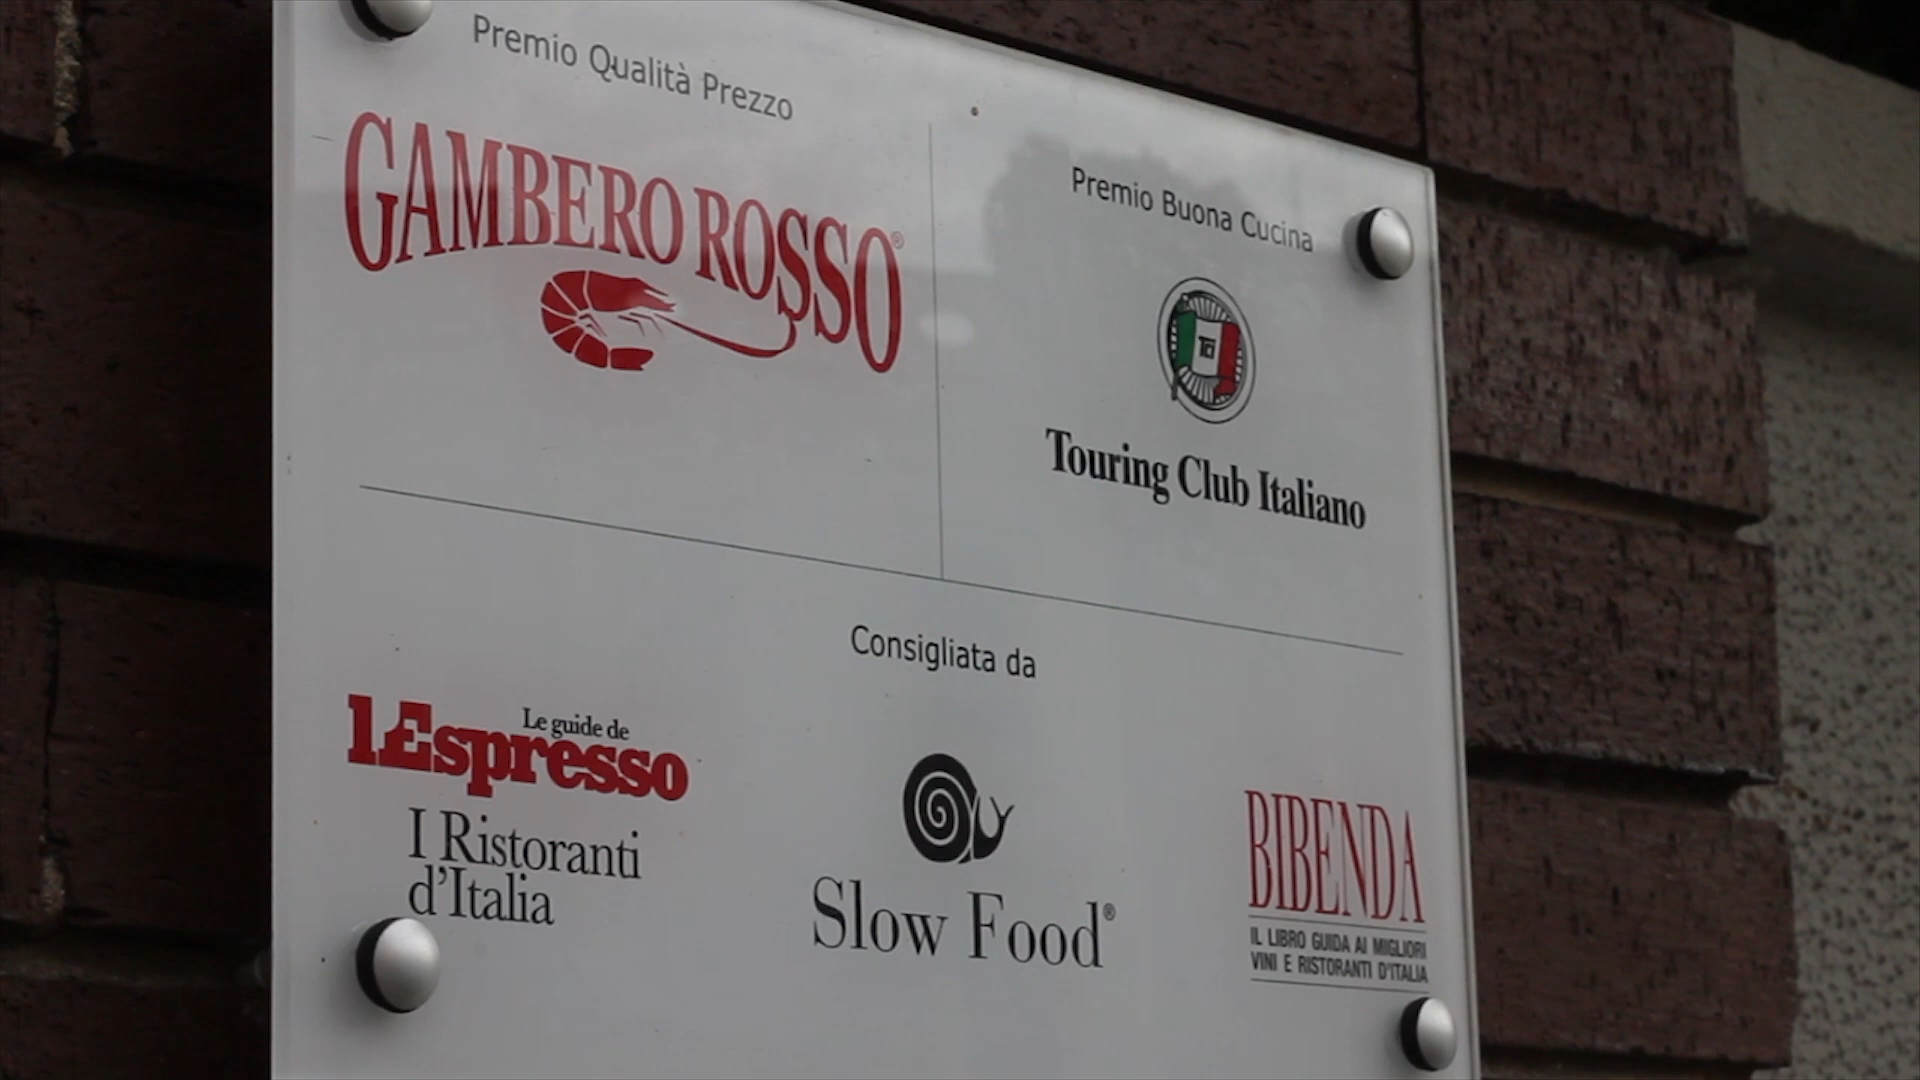 Premio Qualità Prezzo
GAMBERO ROSSO®
Premio Buona Cucina
TCI
Touring Club Italiano
Consigliata da
Le guide de
l'Espresso
I Ristoranti
d'Italia
Slow Food®
BIBENDA
IL LIBRO GUIDA AI MIGLIORI
VINI E RISTORANTI D'ITALIA